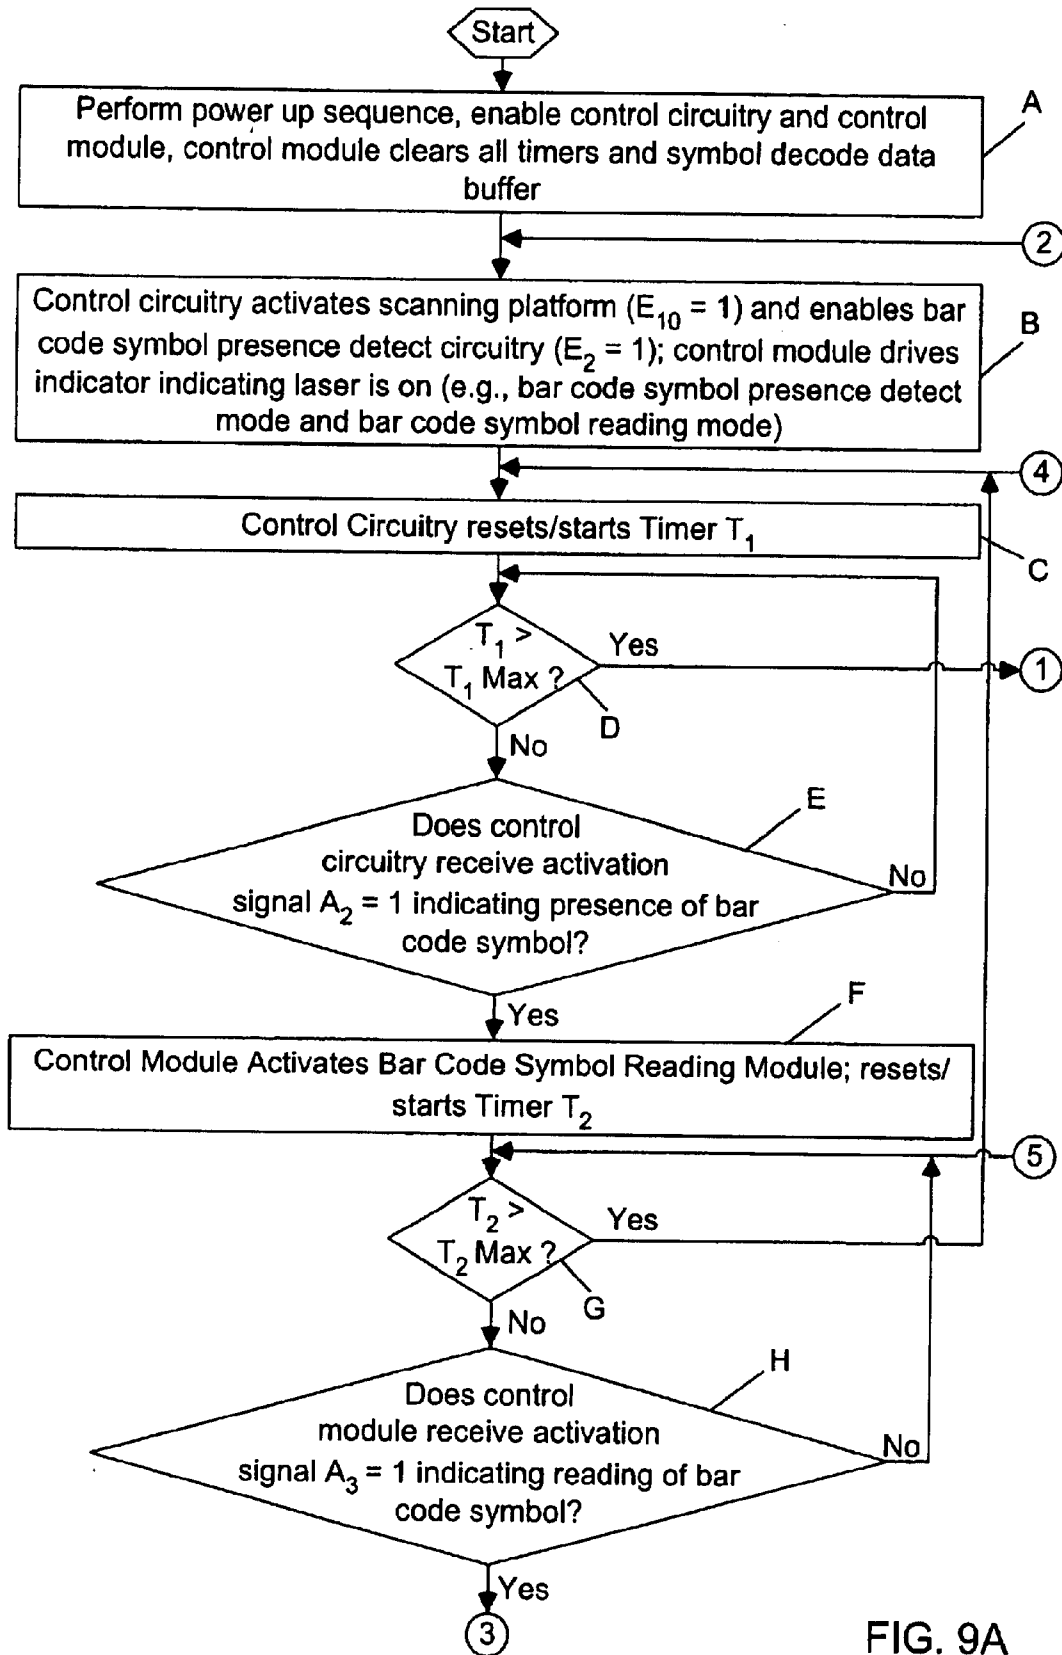 Start
Perform power up sequence, enable control circuitry and control
module, control module clears all timers and symbol decode data
buffer
A
2
Control circuitry activates scanning platform (E10 = 1) and enables bar
code symbol presence detect circuitry (E2 = 1); control module drives
indicator indicating laser is on (e.g., bar code symbol presence detect
mode and bar code symbol reading mode)
B
4
Control Circuitry resets/starts Timer T1
C
T1 >
T1 Max ?
Yes
1
D
No
Does control
circuitry receive activation
signal A2 = 1 indicating presence of bar
code symbol?
E
No
Yes
F
Control Module Activates Bar Code Symbol Reading Module; resets/
starts Timer T2
5
T2 >
T2 Max ?
Yes
G
No
Does control
module receive activation
signal A3 = 1 indicating reading of bar
code symbol?
H
No
Yes
3
FIG. 9A